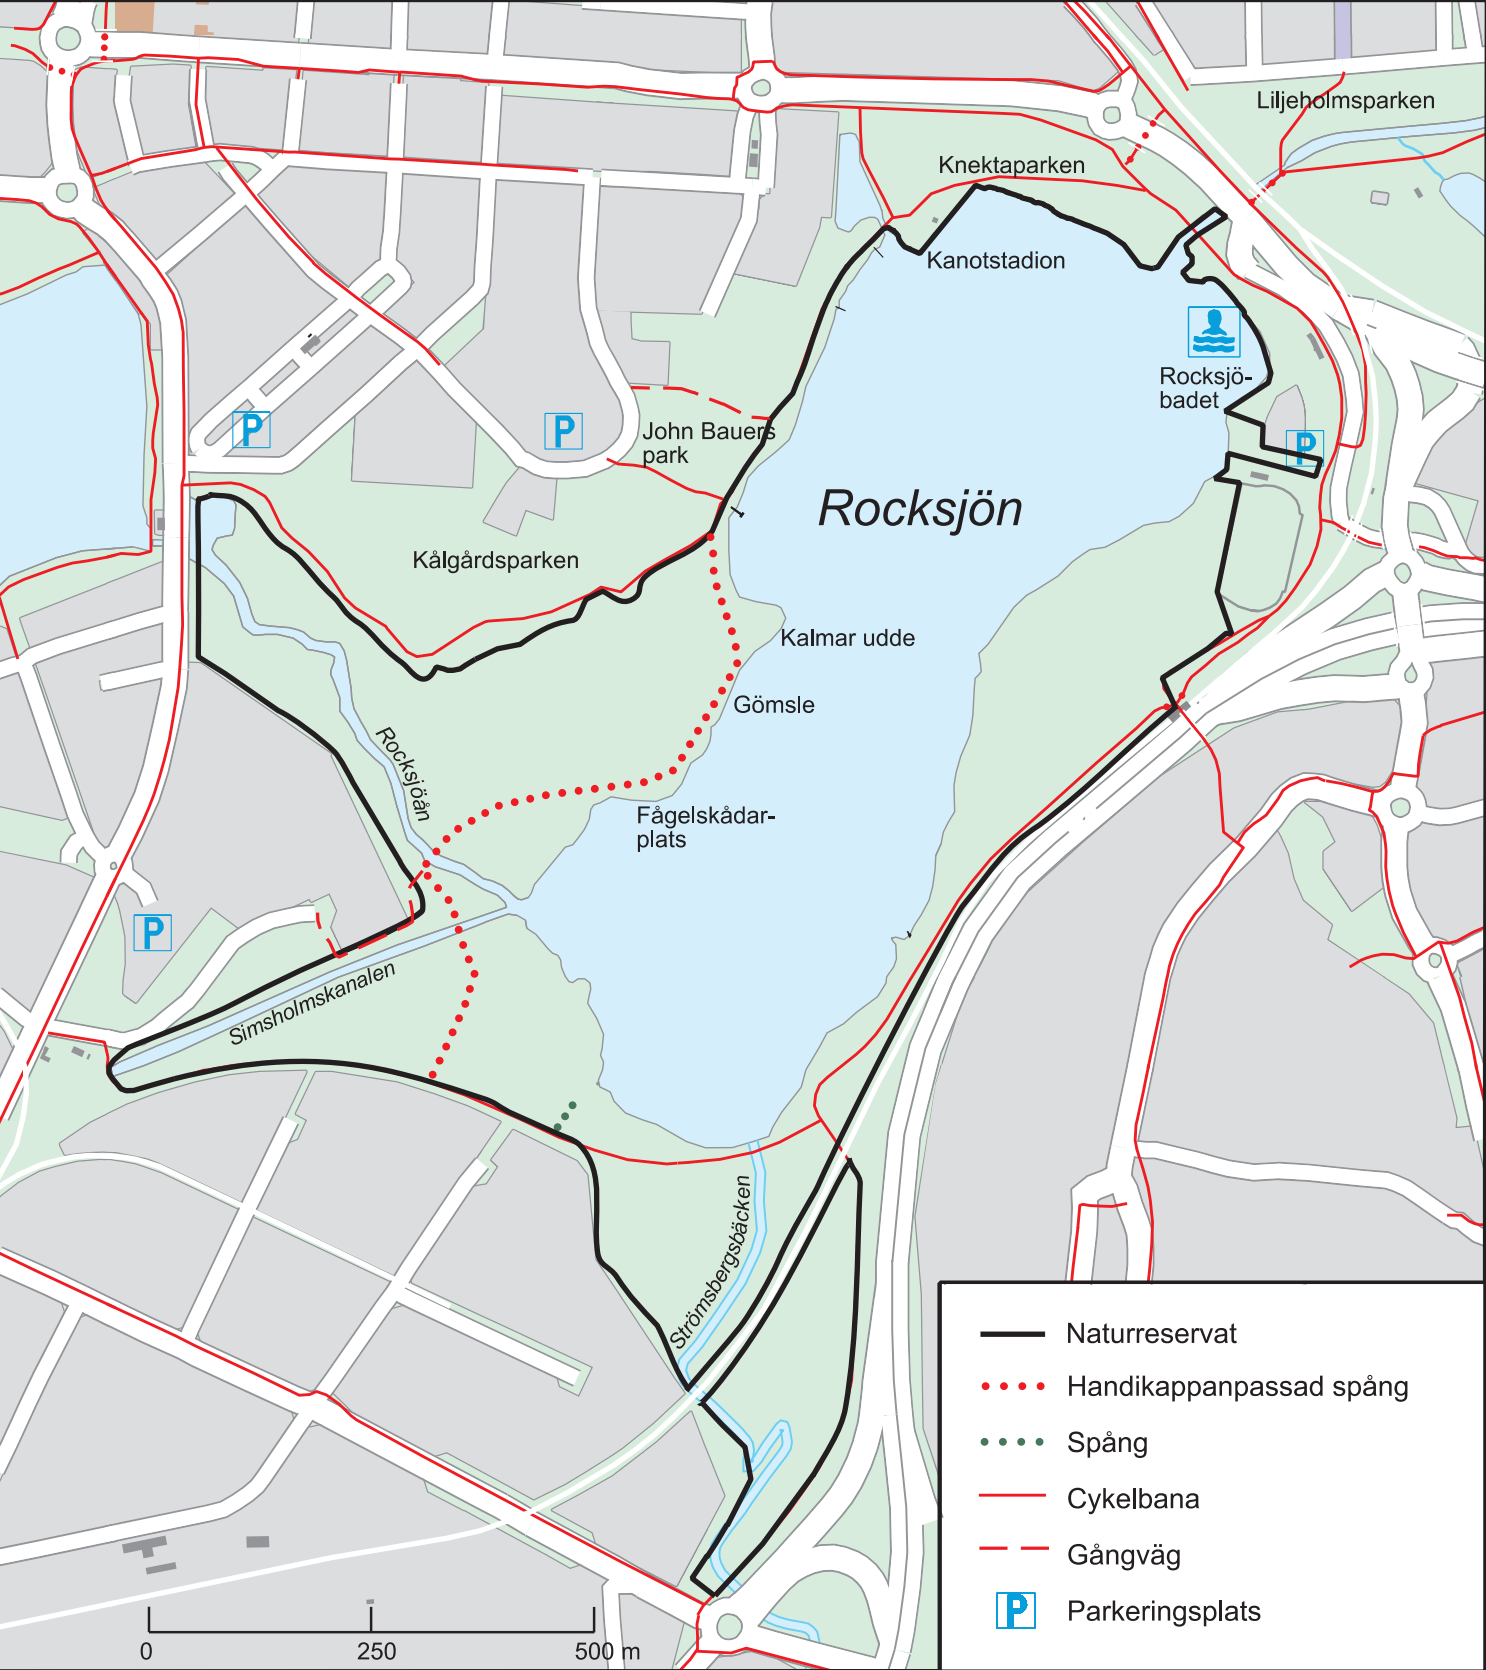 Liljeholmsparken
Knektaparken
Kanotstadion
Rocksjö-
badet
P
P
John Bauers
park
P
Rocksjön
Kålgårdsparken
Kalmar udde
Gömsle
Rocksjöån
Fågelskådar-
plats
P
Simsholmskanalen
Strömsbergsbäcken
Naturreservat
Handikappanpassad spång
Spång
Cykelbana
Gångväg
P
Parkeringsplats
0 250 500 m